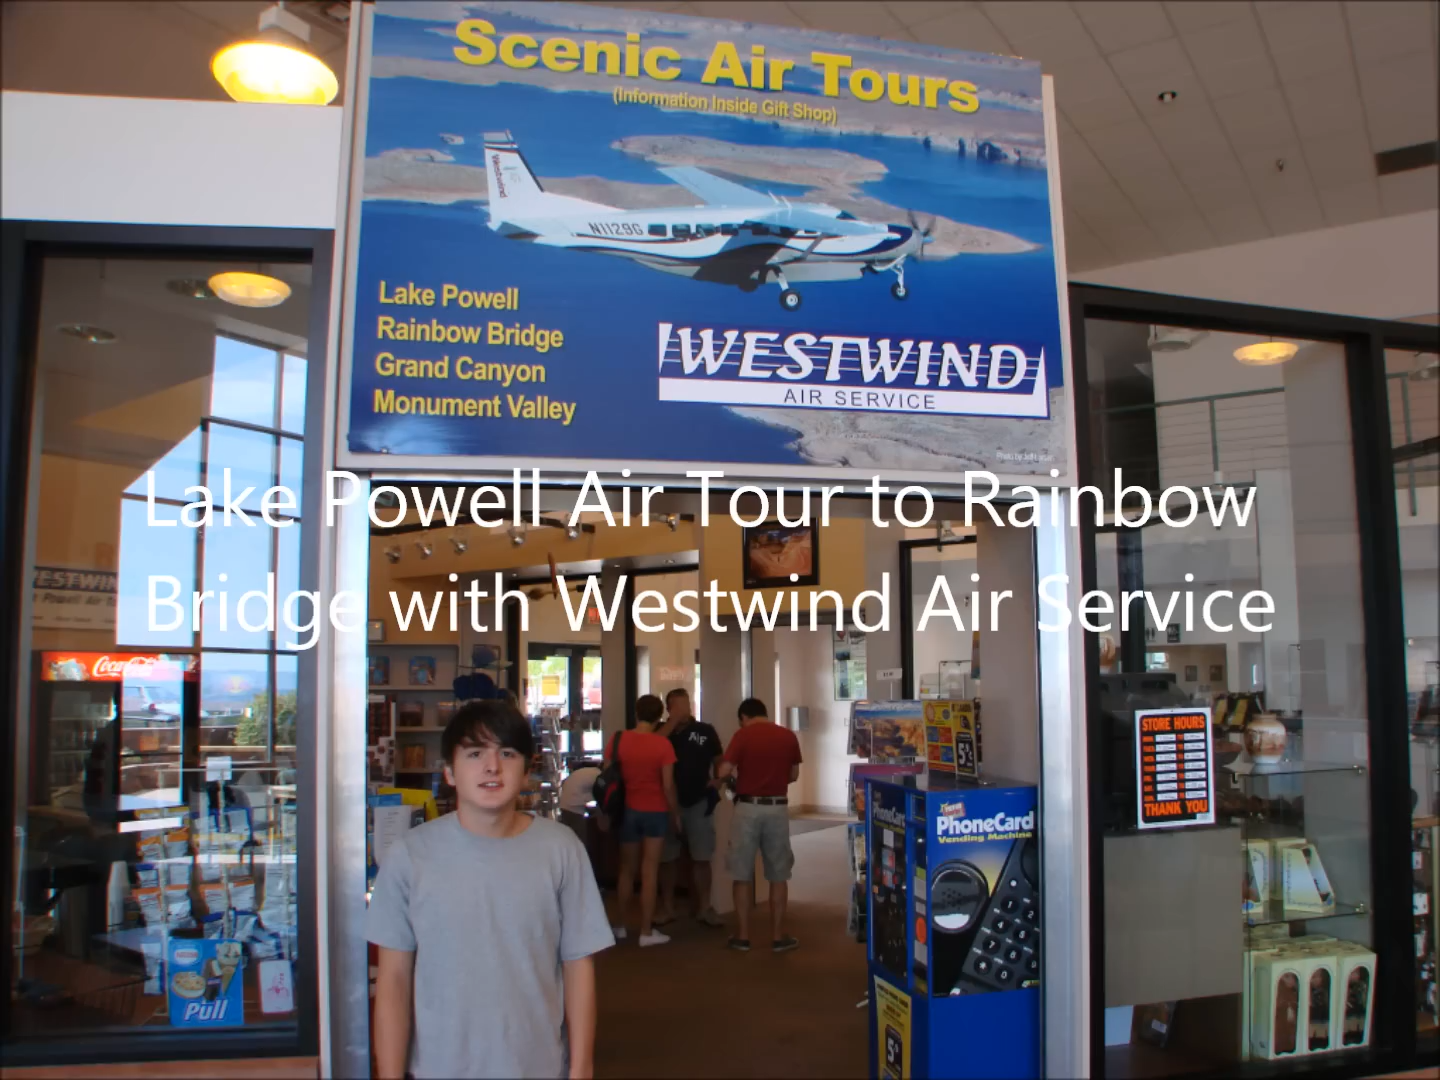 Scenic Air Tours
(Information Inside Gift Shop)
Westwind
N1129G
Lake Powell
Rainbow Bridge
Grand Canyon
Monument Valley
WESTWIND
AIR SERVICE
Lake Powell Air Tour to Rainbow
Bridge with Westwind Air Service
Coca-Cola
STORE HOURS
THANK YOU
PhoneCard
Vending Machine
Pull